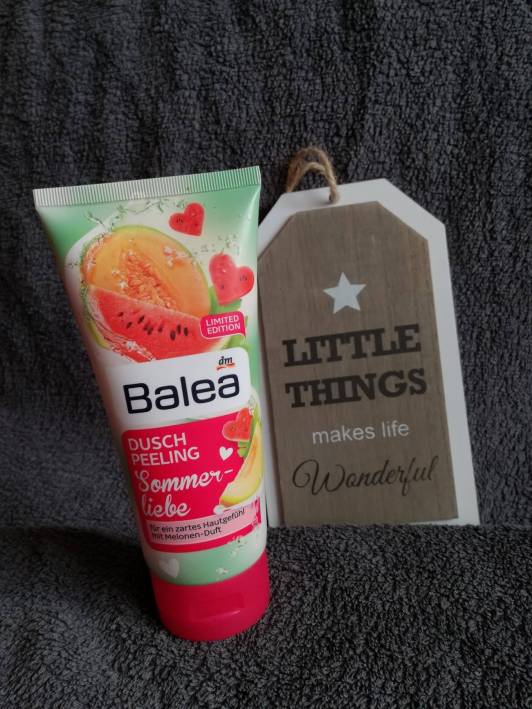 LIMITED
EDITION
dm
Balea
DUSCH
PEELING
Sommer-
liebe
für ein zartes Hautgefühl
mit Melonen-Duft
LITTLE
THINGS
makes life
Wonderful